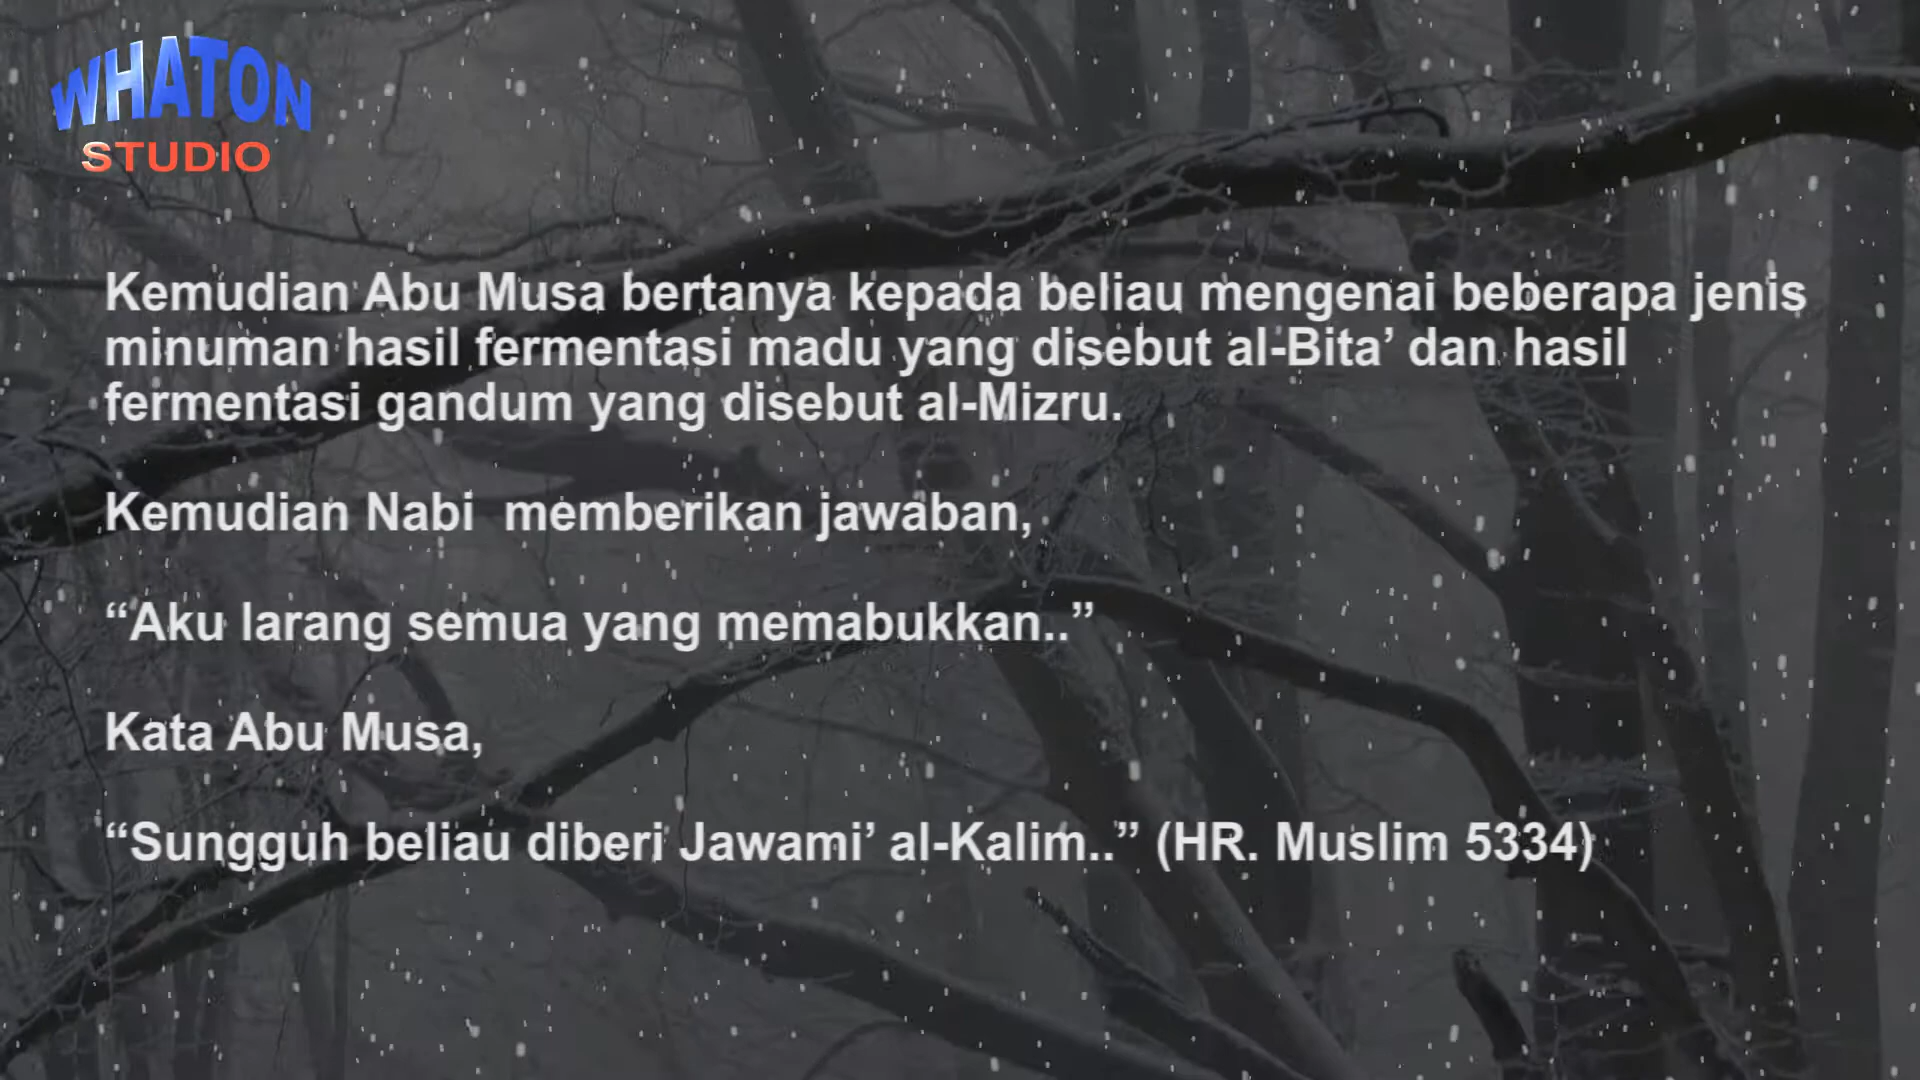 WHATON
STUDIO
Kemudian Abu Musa bertanya kepada beliau mengenai beberapa jenis
minuman hasil fermentasi madu yang disebut al-Bita’ dan hasil
fermentasi gandum yang disebut al-Mizru.
Kemudian Nabi  memberikan jawaban,
“Aku larang semua yang memabukkan..”
Kata Abu Musa,
“Sungguh beliau diberi Jawami’ al-Kalim..” (HR. Muslim 5334)